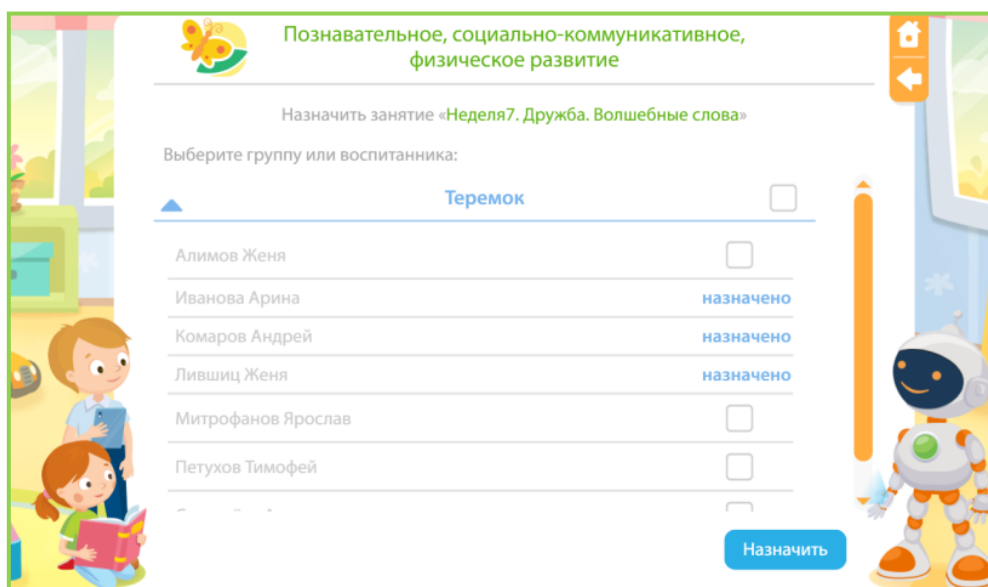 Познавательное, социально-коммуникативное,
физическое развитие
Назначить занятие «Неделя7. Дружба. Волшебные слова»
Выберите группу или воспитанника:
Теремок
Алимов Женя
Иванова Арина назначено
Комаров Андрей назначено
Лившиц Женя назначено
Митрофанов Ярослав
Петухов Тимофей
Назначить